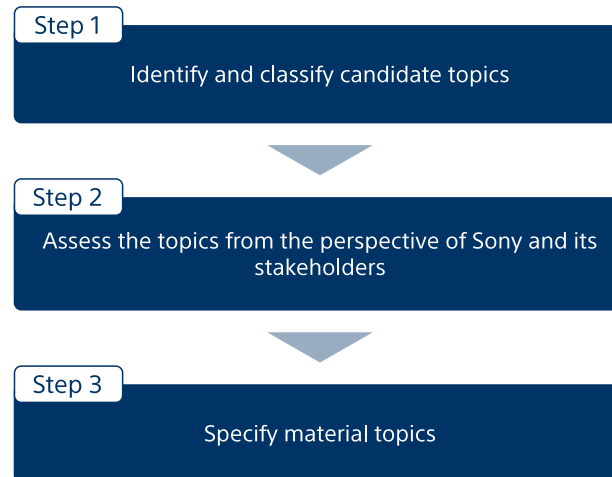 Step 1
Identify and classify candidate topics
Step 2
Assess the topics from the perspective of Sony and its
stakeholders
Step 3
Specify material topics